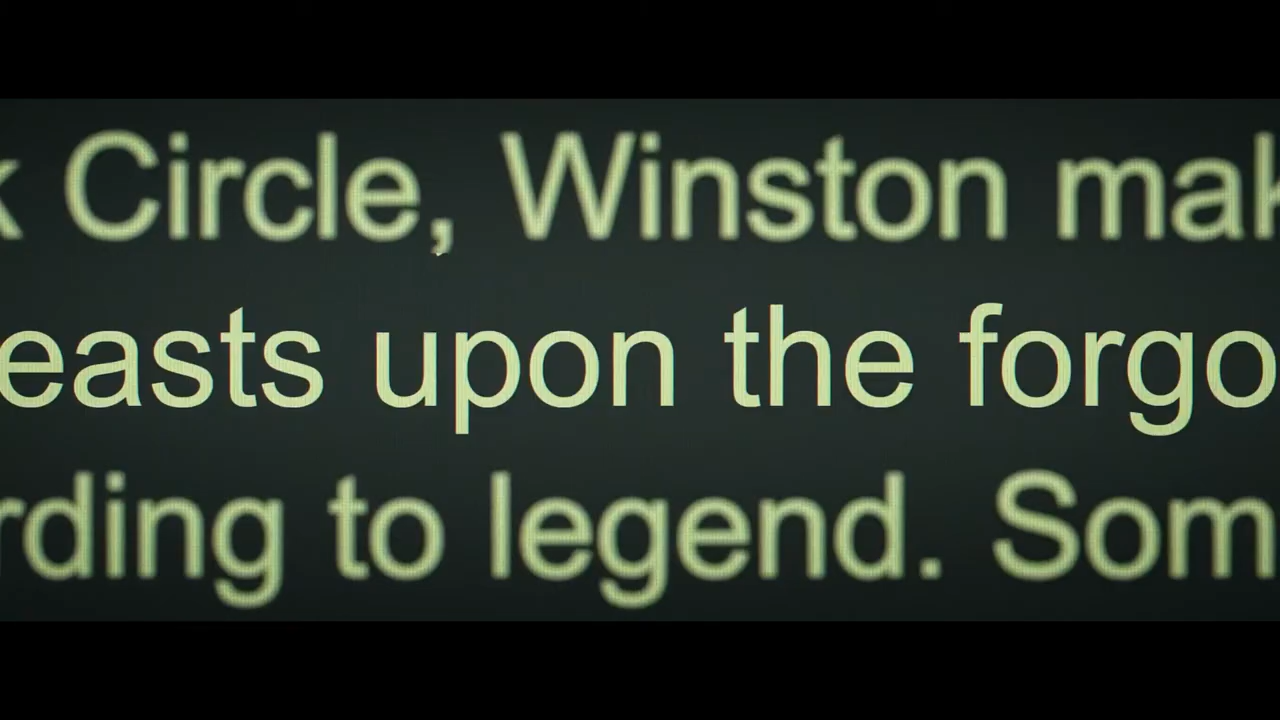 k Circle, Winston mak
easts upon the forgo
rding to legend. Som